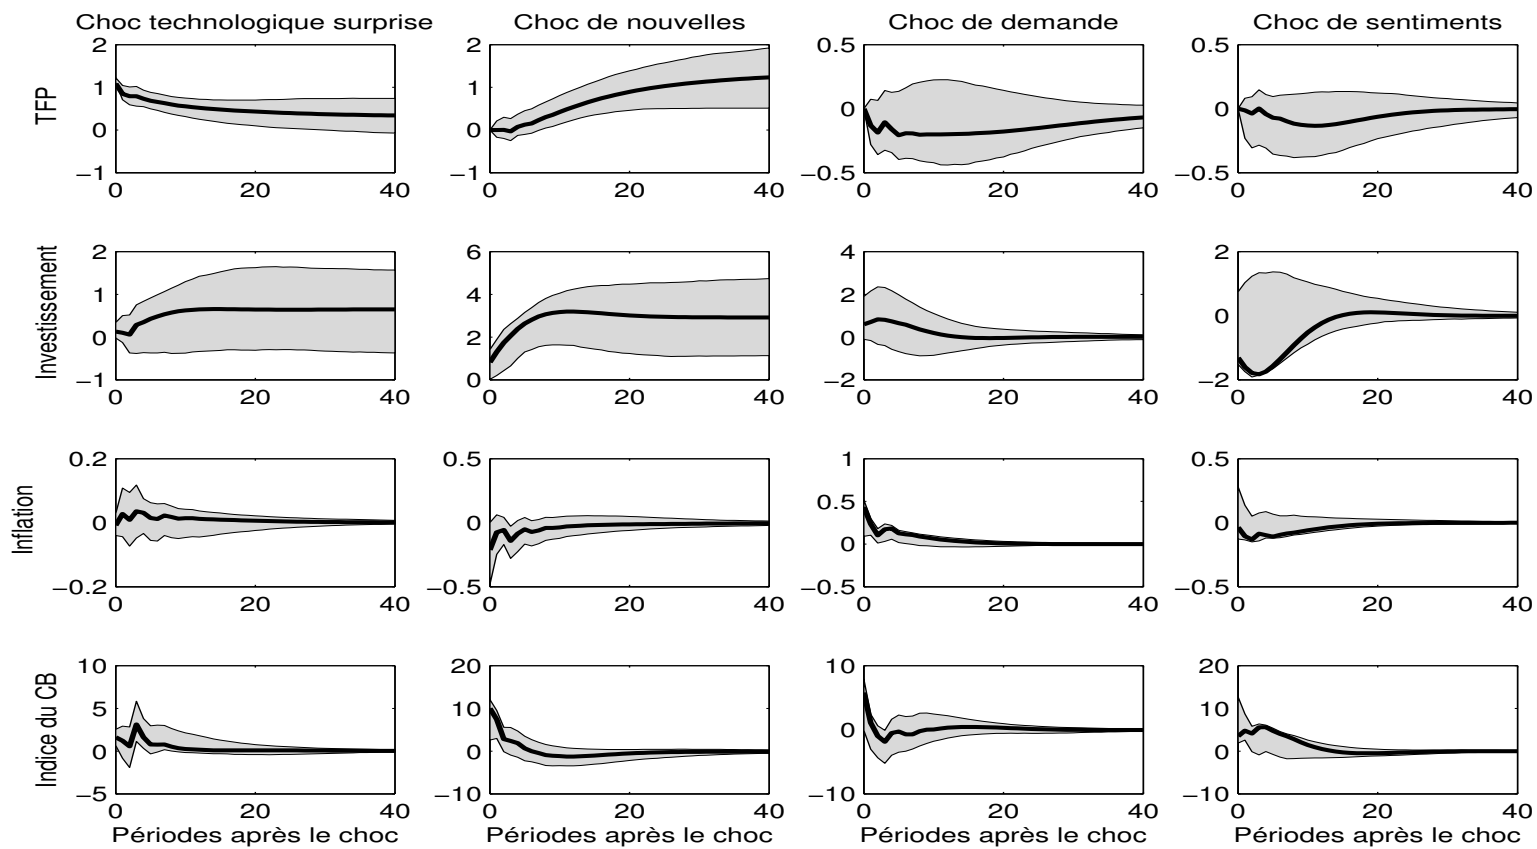 Choc technologique surprise
Choc de nouvelles
Choc de demande
Choc de sentiments
TFP
2
1
0
−1
0 20 40
2
1
0
−1
0 20 40
0.5
0
−0.5
0 20 40
0.5
0
−0.5
0 20 40
Investissement
2
1
0
−1
0 20 40
6
4
2
0
0 20 40
4
2
0
−2
0 20 40
2
0
−2
0 20 40
Inflation
0.2
0
−0.2
0 20 40
0.5
0
−0.5
0 20 40
1
0.5
0
−0.5
0 20 40
0.5
0
−0.5
0 20 40
Indice du CB
10
5
0
−5
0 20 40
Périodes après le choc
20
10
0
−10
0 20 40
Périodes après le choc
10
0
−10
0 20 40
Périodes après le choc
20
10
0
−10
0 20 40
Périodes après le choc